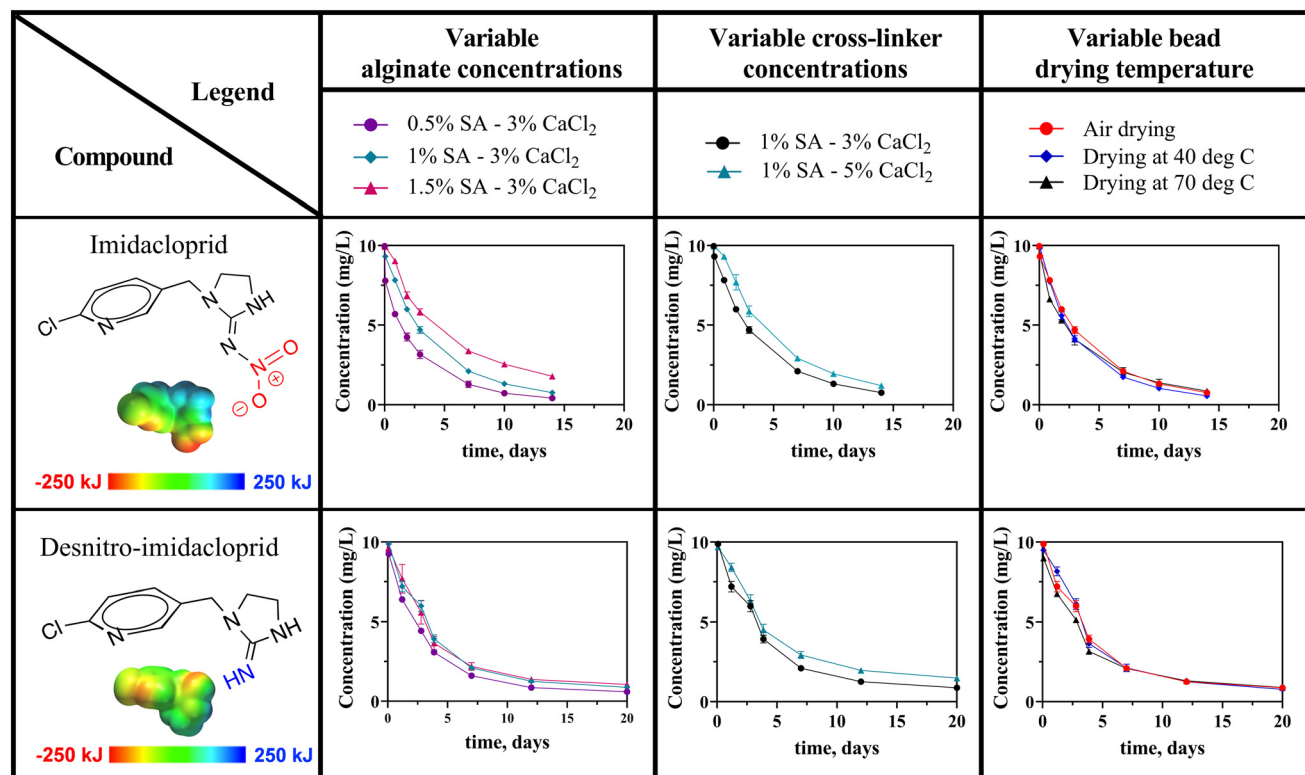 Legend
Compound
Variable
alginate concentrations
Variable cross-linker
concentrations
Variable bead
drying temperature
0.5% SA - 3% CaCl₂
1% SA - 3% CaCl₂
1.5% SA - 3% CaCl₂
1% SA - 3% CaCl₂
1% SA - 5% CaCl₂
Air drying
Drying at 40 deg C
Drying at 70 deg C
Imidacloprid
Cl
N
N
NH
N
N
O
O
⊕
⊖
-250 kJ
250 kJ
Concentration (mg/L)
10
5
0
0 5 10 15 20
time, days
Concentration (mg/L)
10
5
0
0 5 10 15 20
time, days
Concentration (mg/L)
10
5
0
0 5 10 15 20
time, days
Desnitro-imidacloprid
Cl
N
N
NH
HN
-250 kJ
250 kJ
Concentration (mg/L)
10
5
0
0 5 10 15 20
time, days
Concentration (mg/L)
10
5
0
0 5 10 15 20
time, days
Concentration (mg/L)
10
5
0
0 5 10 15 20
time, days